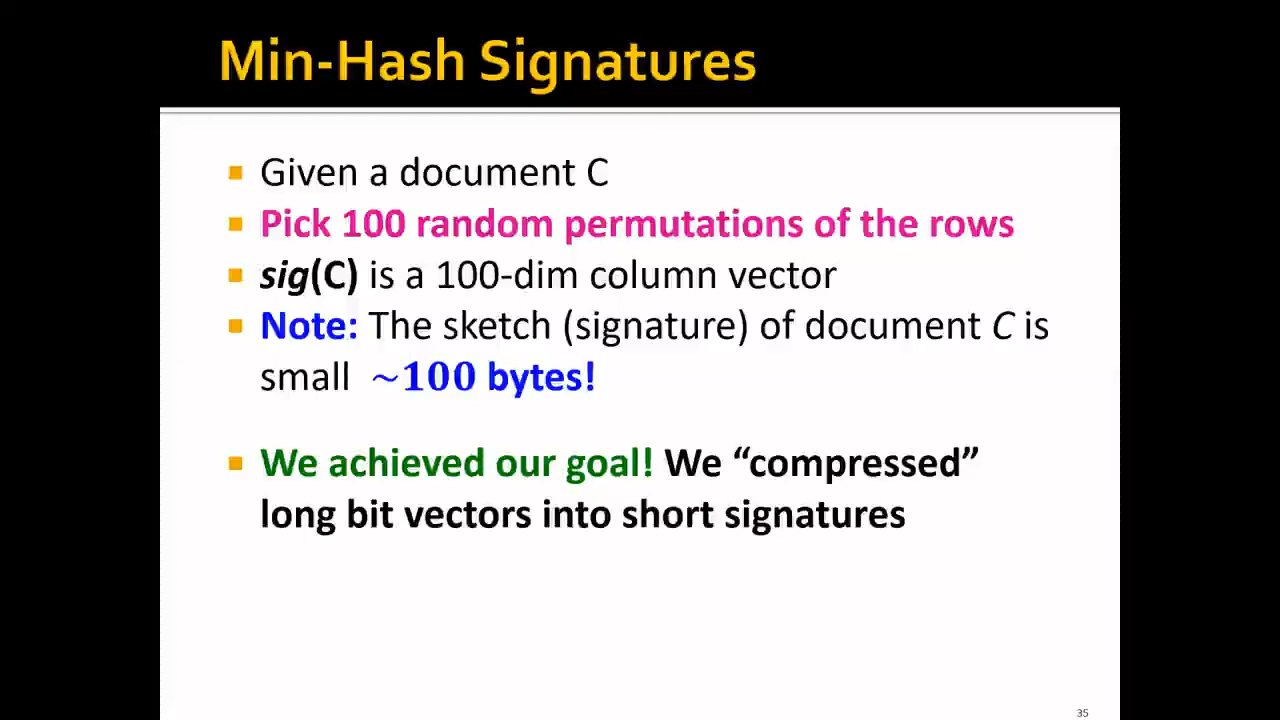 Min-Hash Signatures
Given a document C
Pick 100 random permutations of the rows
sig(C) is a 100-dim column vector
Note: The sketch (signature) of document C is
small ~100 bytes!
We achieved our goal! We “compressed”
long bit vectors into short signatures
35